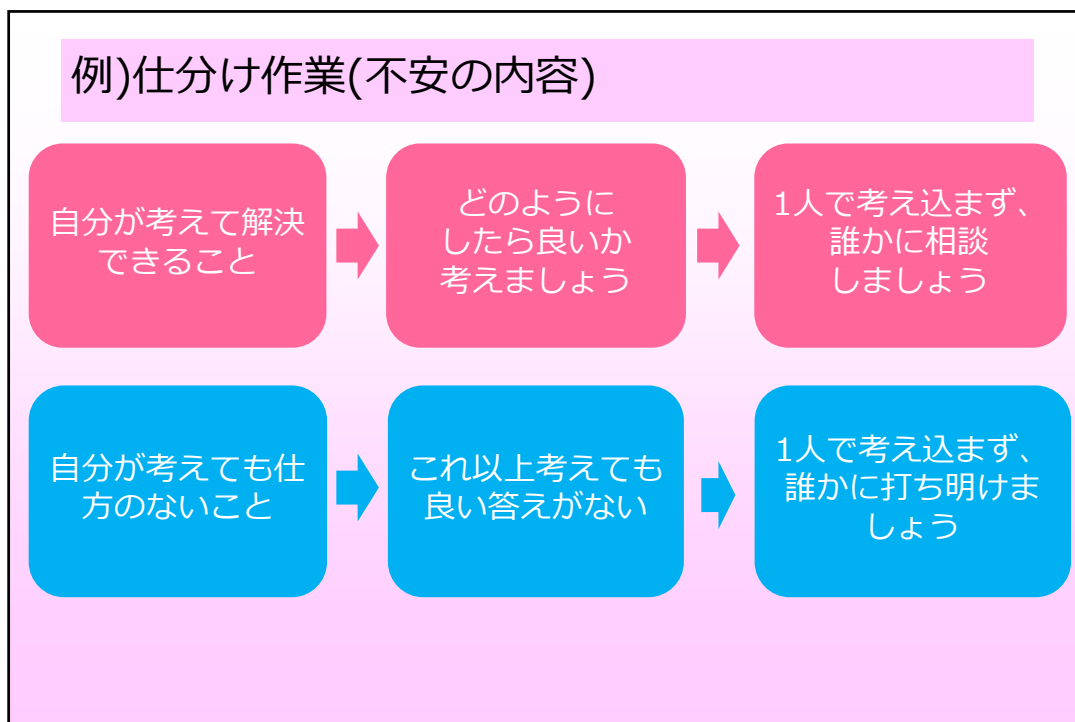 例)仕分け作業(不安の内容)
自分が考えて解決
できること
どのように
したら良いか
考えましょう
1人で考え込まず、
誰かに相談
しましょう
自分が考えても仕
方のないこと
これ以上考えても
良い答えがない
1人で考え込まず、
誰かに打ち明けま
しょう